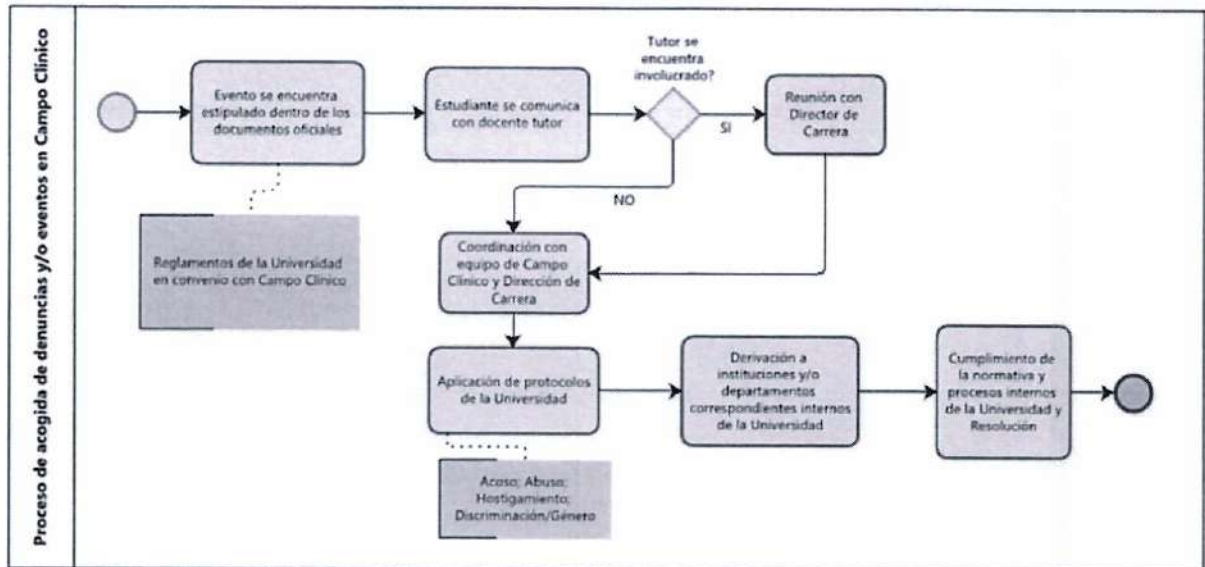 Proceso de acogida de denuncias y/o eventos en Campo Clínico
Evento se encuentra
estipulado dentro de los
documentos oficiales
Estudiante se comunica
con docente tutor
Tutor se
encuentra
involucrado?
SI
Reunión con
Director de
Carrera
NO
Reglamentos de la Universidad
en convenio con Campo Clínico
Coordinación con
equipo de Campo
Clínico y Dirección de
Carrera
Aplicación de protocolos
de la Universidad
Derivación a
instituciones y/o
departamentos
correspondientes internos
de la Universidad
Cumplimiento de
la normativa y
procesos internos
de la Universidad y
Resolución
Acoso; Abuso;
Hostigamiento;
Discriminación/Género